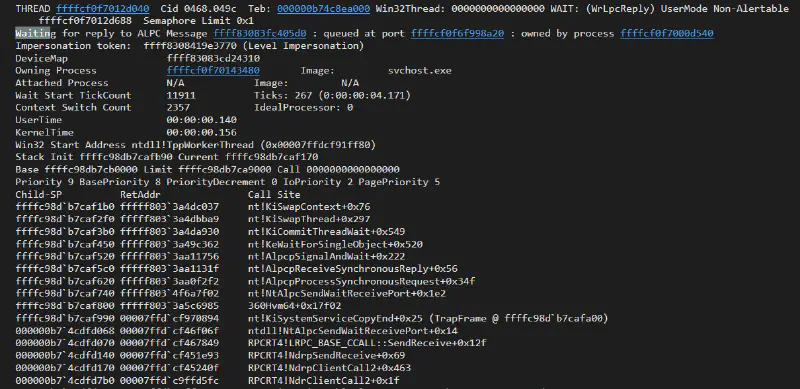 THREAD ffffcf0f7012d040  Cid 0468.049c  Teb: 000000b74c8ea000 Win32Thread: 0000000000000000 WAIT: (WrLpcReply) UserMode Non-Alertable
ffffcf0f7012d688  Semaphore Limit 0x1
Waiting for reply to ALPC Message ffff83083fc405d0 : queued at port ffffcf0f6f998a20 : owned by process ffffcf0f7000d540
Impersonation token:  ffff8308419e3770 (Level Impersonation)
DeviceMap                 ffff83083cd24310
Owning Process            ffffcf0f70143480       Image:         svchost.exe
Attached Process          N/A            Image:         N/A
Wait Start TickCount      11911          Ticks: 267 (0:00:00:04.171)
Context Switch Count      2357           IdealProcessor: 0
UserTime                  00:00:00.140
KernelTime                00:00:00.156
Win32 Start Address ntdll!TppWorkerThread (0x00007ffdcf91ff80)
Stack Init ffffc98db7cafb90 Current ffffc98db7caf170
Base ffffc98db7cb0000 Limit ffffc98db7ca9000 Call 0000000000000000
Priority 9 BasePriority 8 PriorityDecrement 0 IoPriority 2 PagePriority 5
Child-SP          RetAddr               Call Site
ffffc98d`b7caf1b0 fffff803`3a4dc037     nt!KiSwapContext+0x76
ffffc98d`b7caf2f0 fffff803`3a4dbba9     nt!KiSwapThread+0x297
ffffc98d`b7caf3b0 fffff803`3a4da930     nt!KiCommitThreadWait+0x549
ffffc98d`b7caf450 fffff803`3a49c362     nt!KeWaitForSingleObject+0x520
ffffc98d`b7caf520 fffff803`3aa11756     nt!AlpcpSignalAndWait+0x222
ffffc98d`b7caf5c0 fffff803`3aa1131f     nt!AlpcpReceiveSynchronousReply+0x56
ffffc98d`b7caf620 fffff803`3aa0f2f2     nt!AlpcpProcessSynchronousRequest+0x34f
ffffc98d`b7caf740 fffff803`4f6a7f02     nt!NtAlpcSendWaitReceivePort+0x1e2
ffffc98d`b7caf800 fffff803`3a5c6985     360Hvm64+0x17f02
ffffc98d`b7caf990 00007ffd`cf970894     nt!KiSystemServiceCopyEnd+0x25 (TrapFrame @ ffffc98d`b7cafa00)
000000b7`4cdfd068 00007ffd`cf46f06f     ntdll!NtAlpcSendWaitReceivePort+0x14
000000b7`4cdfd070 00007ffd`cf467849     RPCRT4!LRPC_BASE_CCALL::SendReceive+0x12f
000000b7`4cdfd140 00007ffd`cf451e93     RPCRT4!NdrpSendReceive+0x69
000000b7`4cdfd170 00007ffd`cf45240f     RPCRT4!NdrpClientCall2+0x463
000000b7`4cdfd7b0 00007ffd`c9ffd5fc     RPCRT4!NdrClientCall2+0x1f